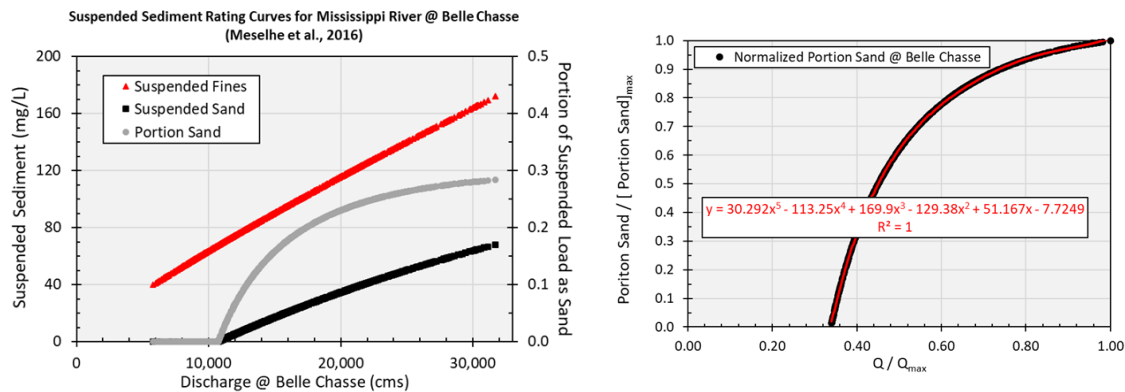 Suspended Sediment Rating Curves for Mississippi River @ Belle Chasse
(Meselhe et al., 2016)
Suspended Sediment (mg/L)
200
160
120
80
40
0
Suspended Fines
Suspended Sand
Portion Sand
0.5
0.4
0.3
0.2
0.1
0.0
Portion of Suspended
Load as Sand
0
10,000
20,000
30,000
Discharge @ Belle Chasse (cms)
Poriton Sand / [ Portion Sand]max
1.0
0.9
0.8
0.7
0.6
0.5
0.4
0.3
0.2
0.1
0.0
Normalized Portion Sand @ Belle Chasse
y = 30.292x⁵ - 113.25x⁴ + 169.9x³ - 129.38x² + 51.167x - 7.7249
R² = 1
0.00
0.20
0.40
0.60
0.80
1.00
Q / Qmax